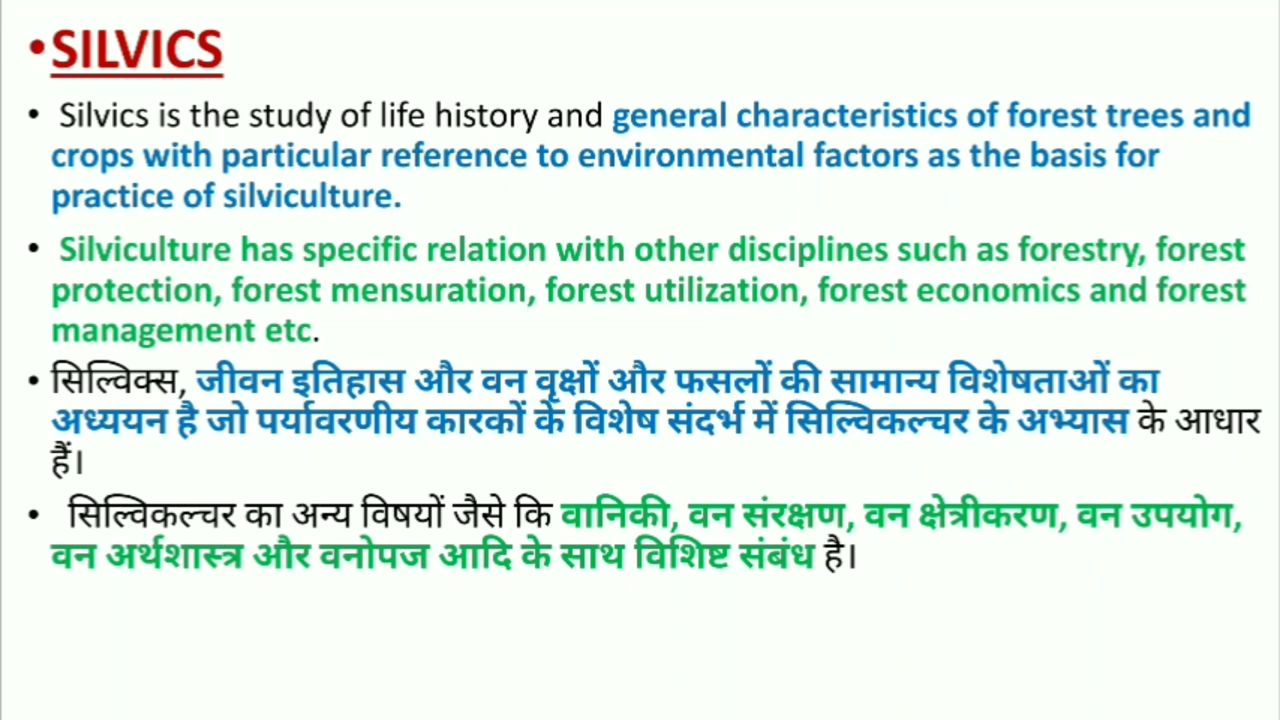 •SILVICS
• Silvics is the study of life history and general characteristics of forest trees and
crops with particular reference to environmental factors as the basis for
practice of silviculture.
• Silviculture has specific relation with other disciplines such as forestry, forest
protection, forest mensuration, forest utilization, forest economics and forest
management etc.
• सिल्विक्स, जीवन इतिहास और वन वृक्षों और फसलों की सामान्य विशेषताओं का
अध्ययन है जो पर्यावरणीय कारकों के विशेष संदर्भ में सिल्विकल्चर के अभ्यास के आधार
हैं।
• सिल्विकल्चर का अन्य विषयों जैसे कि वानिकी, वन संरक्षण, वन क्षेत्रीकरण, वन उपयोग,
वन अर्थशास्त्र और वनोपज आदि के साथ विशिष्ट संबंध है।